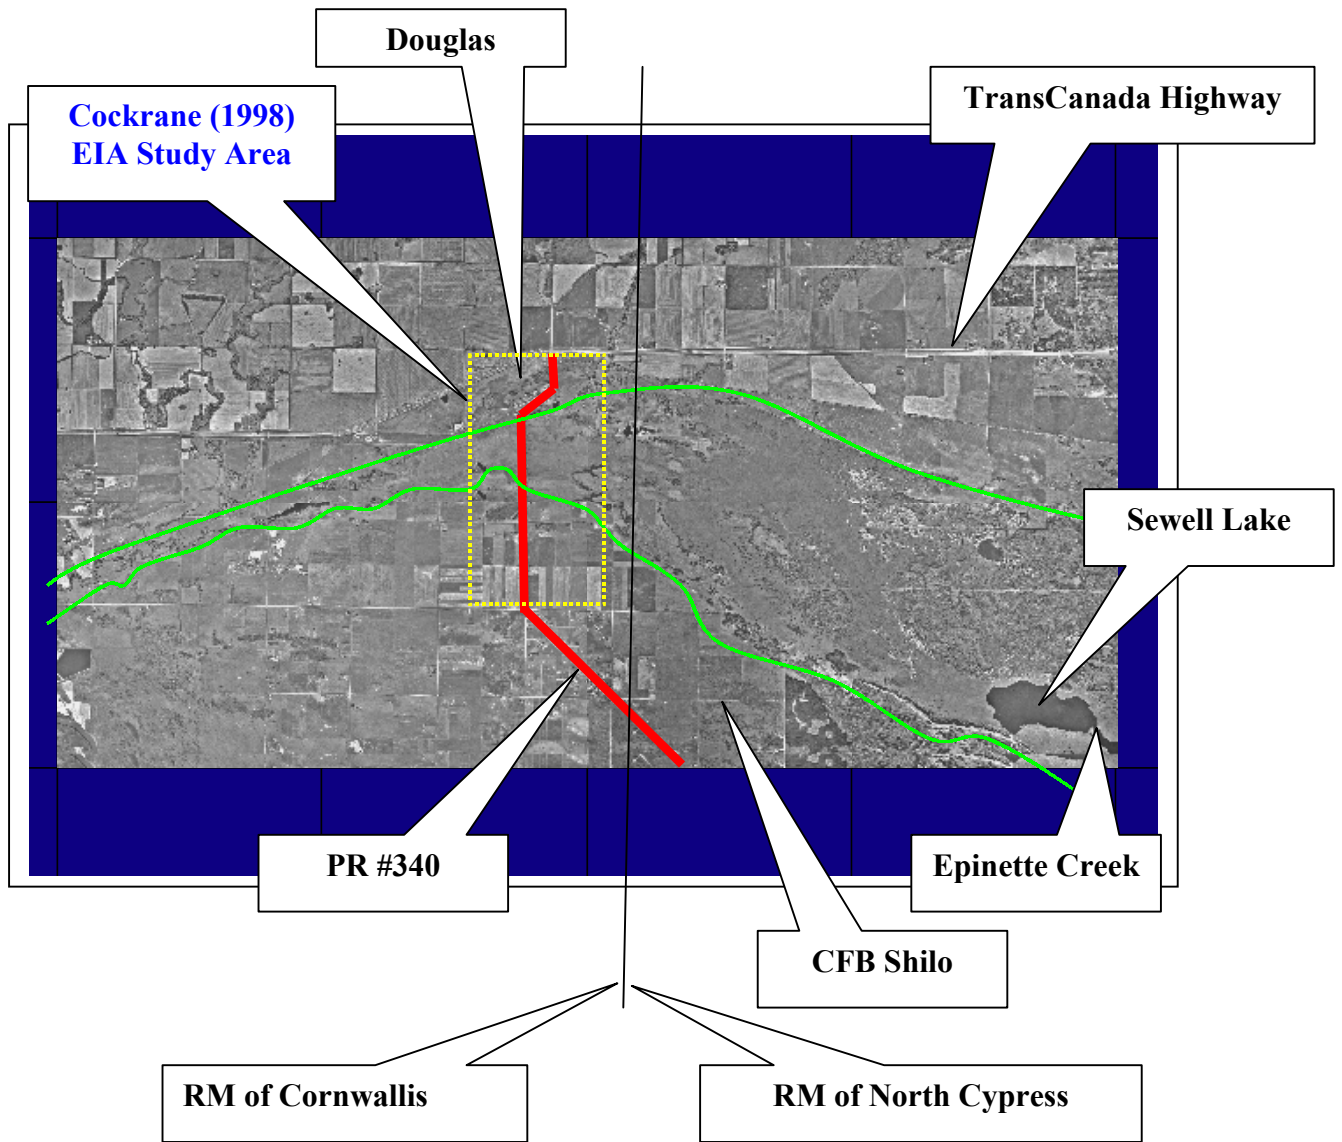 Douglas
TransCanada Highway
Cockrane (1998)
EIA Study Area
Sewell Lake
PR #340
Epinette Creek
CFB Shilo
RM of Cornwallis
RM of North Cypress